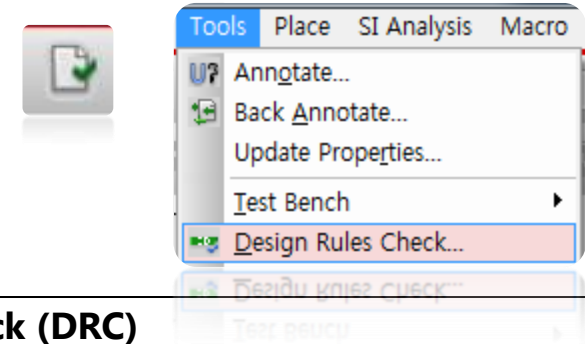 Tools Place SI Analysis Macro
U? Annotate...
Back Annotate...
Update Properties...
Test Bench
Design Rules Check...
ck (DRC)